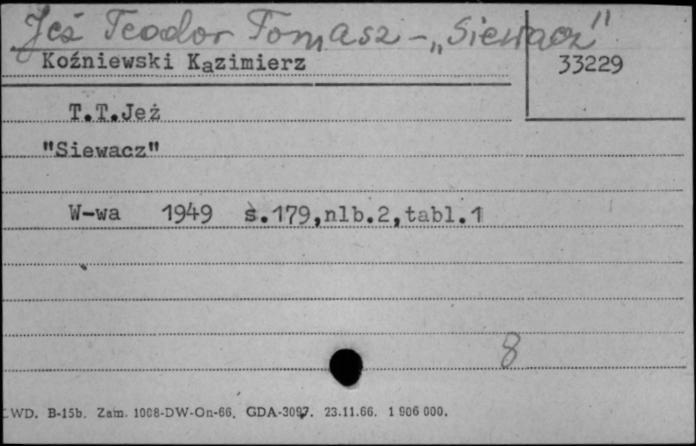 Jeż Teodor Tomasz - „Siewacz"
Koźniewski Kazimierz
33229
T.T.Jeż
"Siewacz"
W-wa 1949 s.179,nlb.2,tabl.1
8
WD. B-15b. Zam. 1008-DW-On-66. GDA-3097. 23.11.66. 1 906 000.